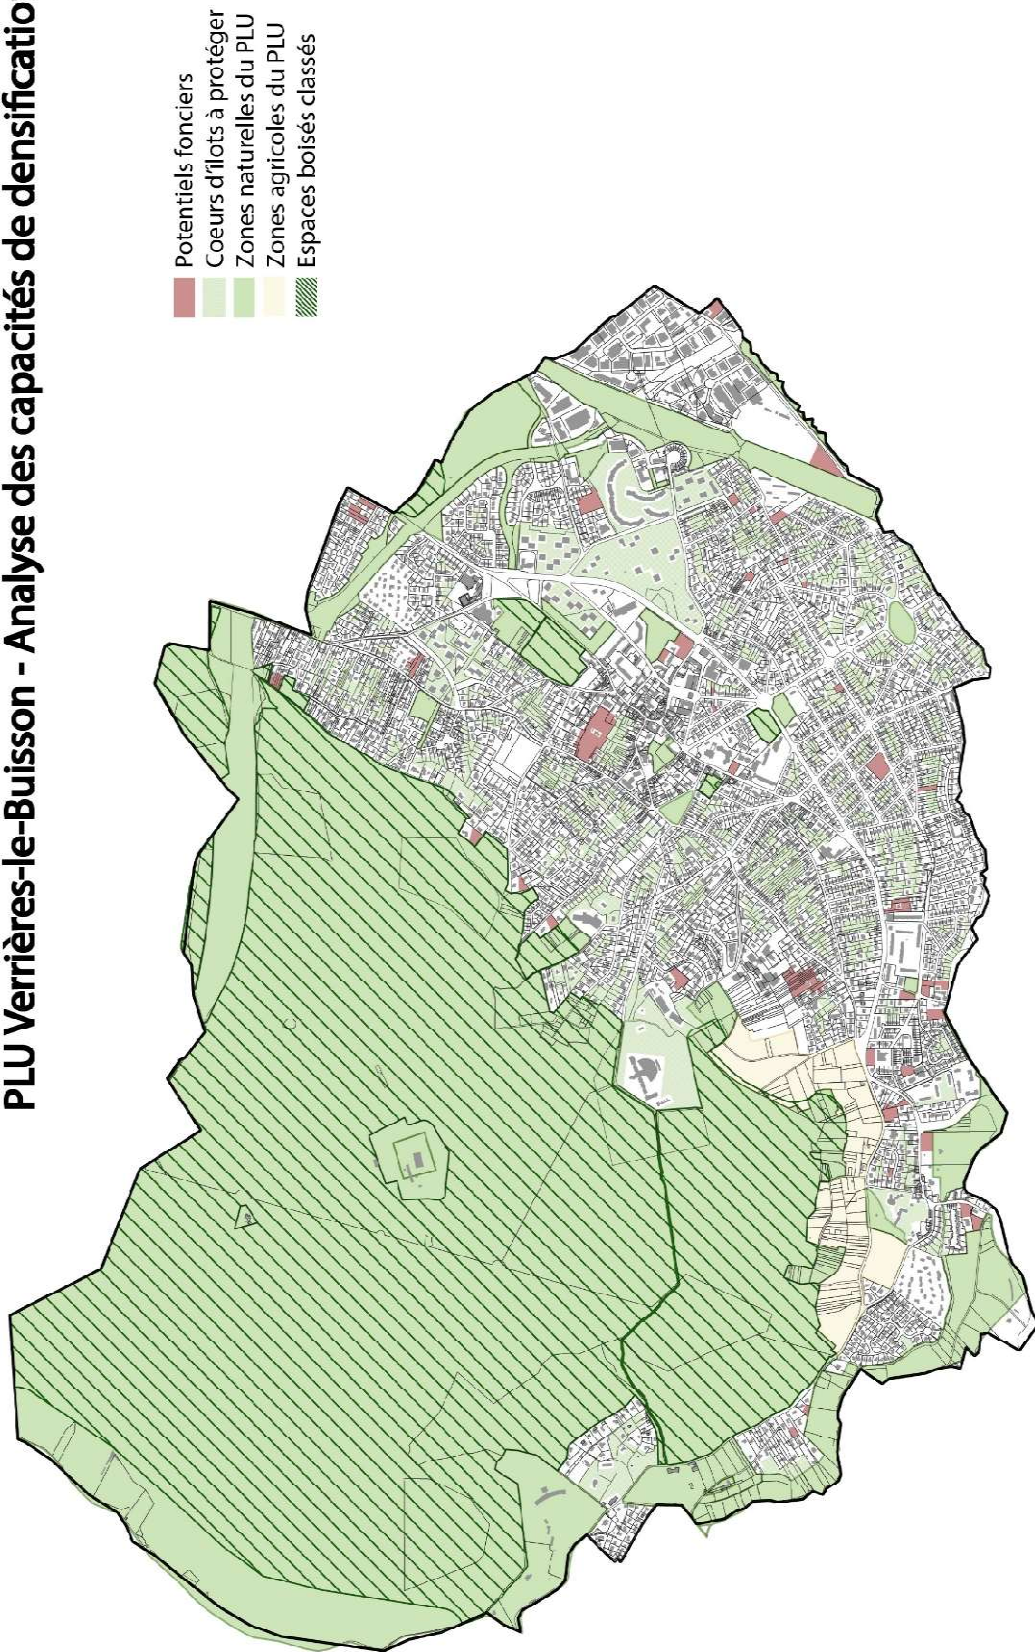 PLU Verrières-le-Buisson - Analyse des capacités de densificatio
Potentiels fonciers
Coeurs d'îlots à protéger
Zones naturelles du PLU
Zones agricoles du PLU
Espaces boisés classés